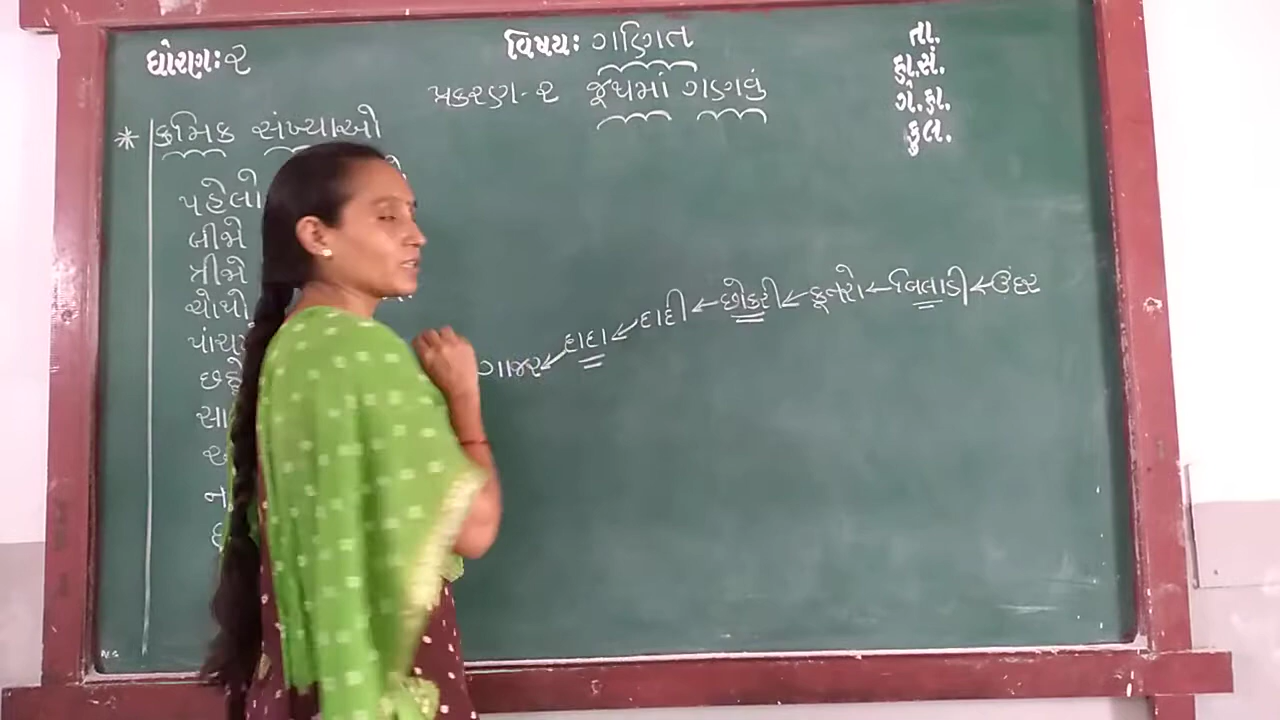 ધોરણઃ૨
વિષયઃ ગણિત
તા.
હા.સં.
ગે.હા.
કુલ.
પ્રકરણ-૨ જૂથમાં ગણવું
* ક્રમિક સંખ્યાઓ
પહેલો
બીજો
ત્રીજો
ચોથો
ગાજર ↙ દાદા ↙ દાદી ← છોકરી ↙ કૂતરો ← બિલાડી ← ઉંદર